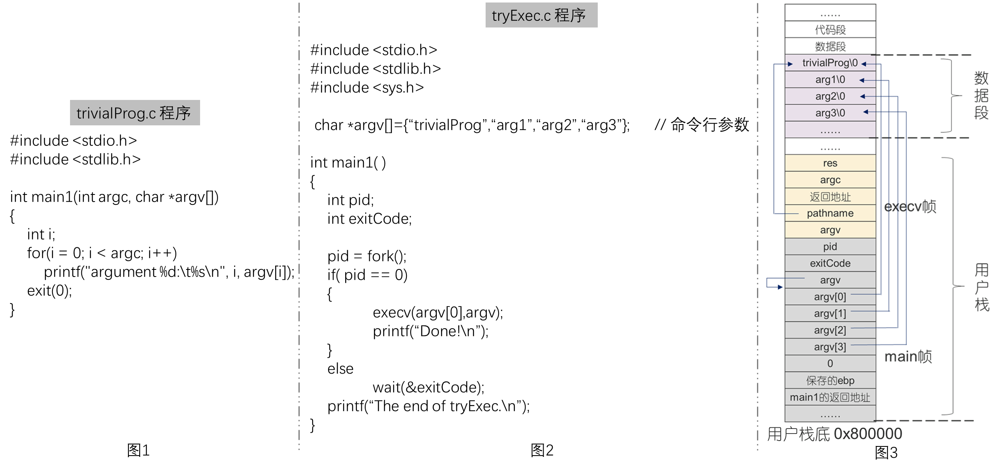 trivialProg.c 程序
#include <stdio.h>
#include <stdlib.h>
int main1(int argc, char *argv[])
{
int i;
for(i = 0; i < argc; i++)
printf("argument %d:\t%s\n", i, argv[i]);
exit(0);
}
图1
tryExec.c 程序
#include <stdio.h>
#include <stdlib.h>
#include <sys.h>
char *argv[]={“trivialProg”,“arg1”,“arg2”,“arg3”}; // 命令行参数
int main1( )
{
int pid;
int exitCode;
pid = fork();
if( pid == 0)
{
execv(argv[0],argv);
printf(“Done!\n”);
}
else
wait(&exitCode);
printf(“The end of tryExec.\n”);
}
图2
......
代码段
数据段
trivialProg\0
arg1\0
arg2\0
arg3\0
......
数据段
......
res
argc
返回地址
pathname
argv
execv帧
pid
exitCode
argv
argv[0]
argv[1]
argv[2]
argv[3]
0
保存的ebp
main1的返回地址
......
main帧
用户栈
用户栈底 0x800000
图3